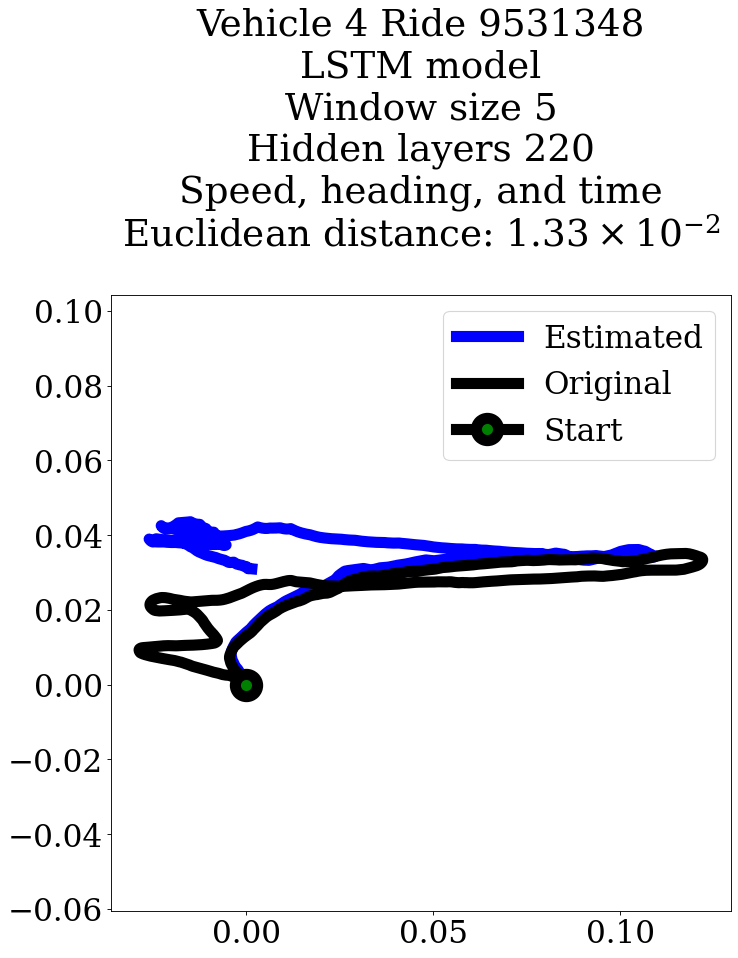 Vehicle 4 Ride 9531348
LSTM model
Window size 5
Hidden layers 220
Speed, heading, and time
Euclidean distance: 1.33 × 10⁻²
Estimated
Original
Start
0.10
0.08
0.06
0.04
0.02
0.00
−0.02
−0.04
−0.06
0.00 0.05 0.10